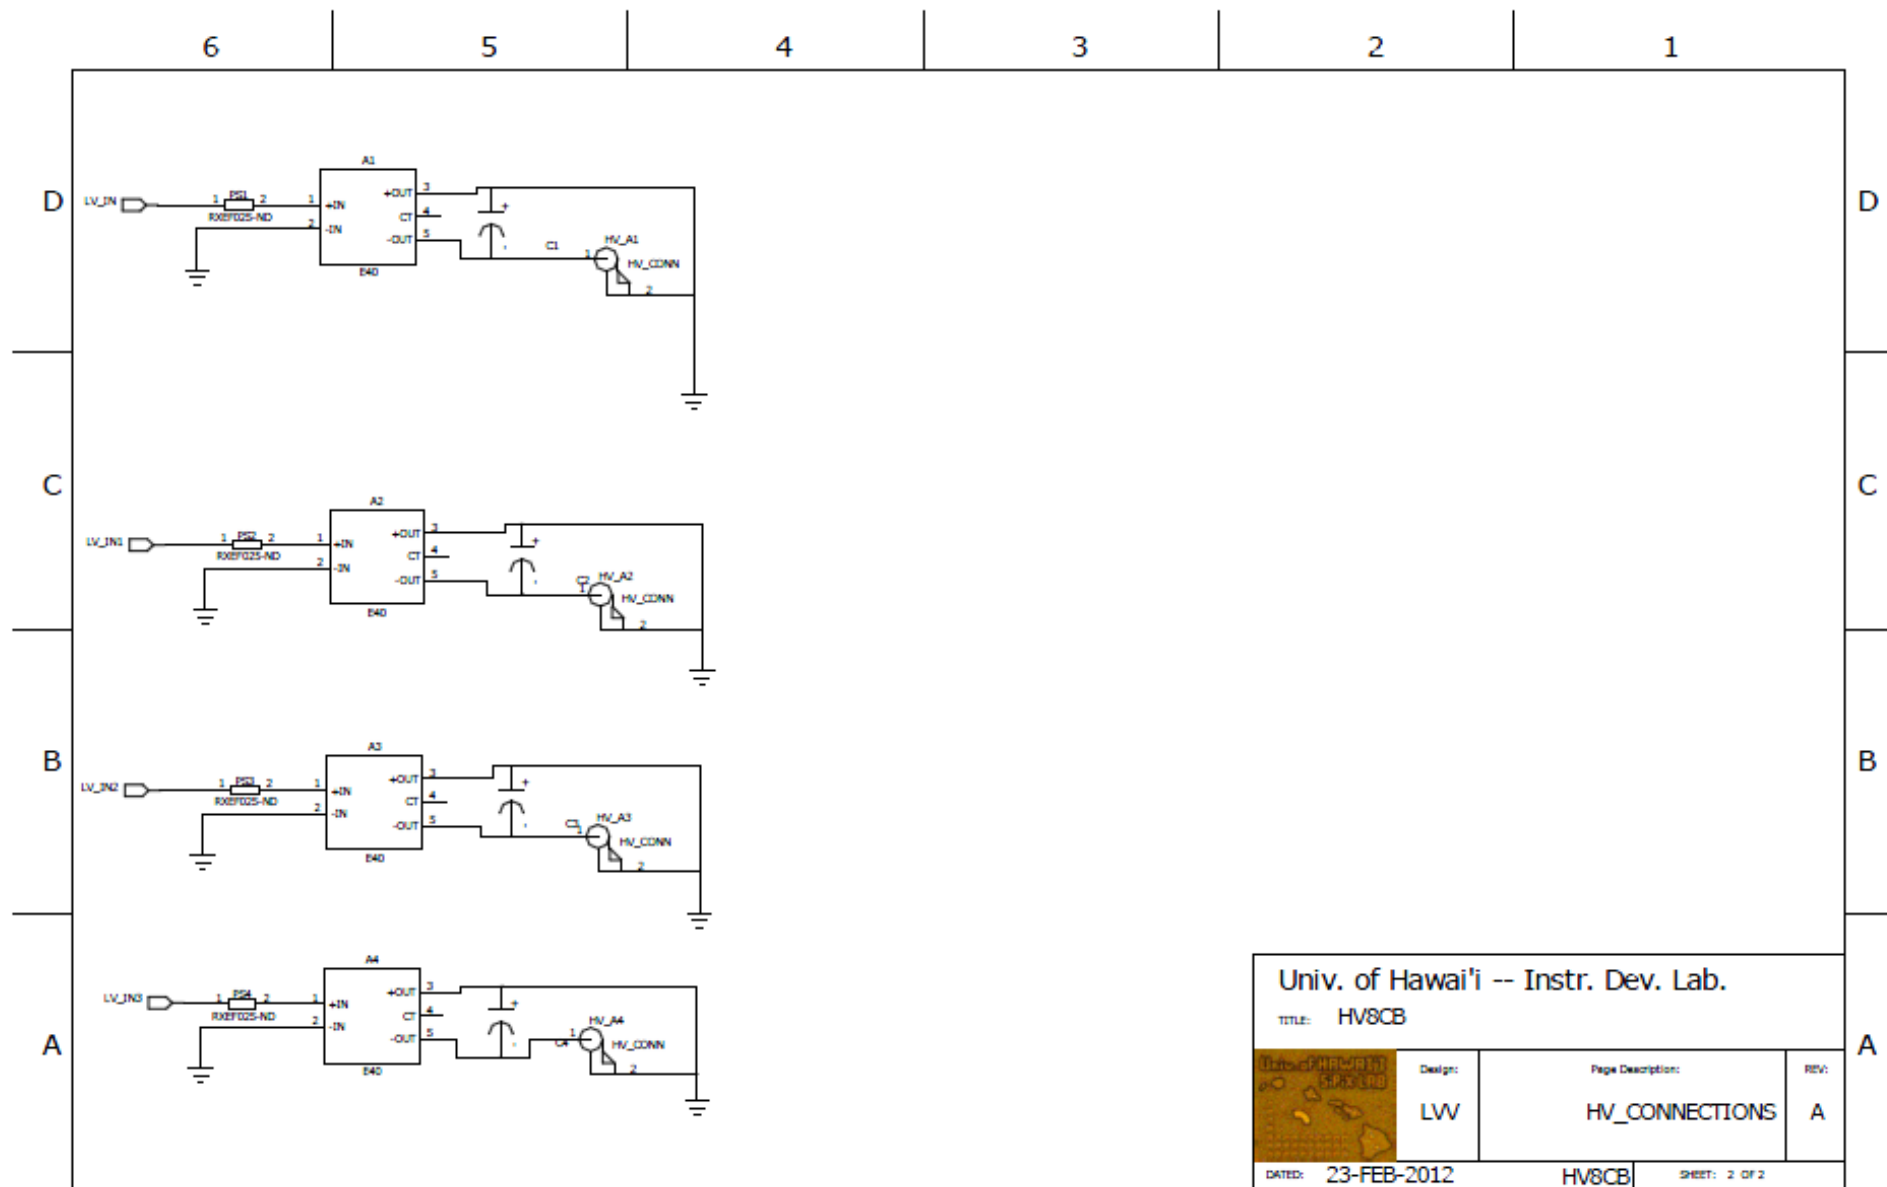 6 5 4 3 2 1
D
D
A1
LV_IN
1 PS1 2
RXEF025-ND
1 +IN
2 -IN
+OUT 3
CT 4
-OUT 5
E40
+
C1
HV_A1
1
HV_CONN
2
C
C
A2
LV_IN1
1 PS2 2
RXEF025-ND
1 +IN
2 -IN
+OUT 3
CT 4
-OUT 5
E40
+
C2
HV_A2
1
HV_CONN
2
B
B
A3
LV_IN2
1 PS3 2
RXEF025-ND
1 +IN
2 -IN
+OUT 3
CT 4
-OUT 5
E40
+
C3
HV_A3
1
HV_CONN
2
A
A
A4
LV_IN3
1 PS4 2
RXEF025-ND
1 +IN
2 -IN
+OUT 3
CT 4
-OUT 5
E40
+
C4
HV_A4
1
HV_CONN
2
Univ. of Hawai'i -- Instr. Dev. Lab.
TITLE: HV8CB
Univ. of HAWAI'I
Design: Page Description: REV:
LVV HV_CONNECTIONS A
DATED: 23-FEB-2012 HV8CB SHEET: 2 OF 2